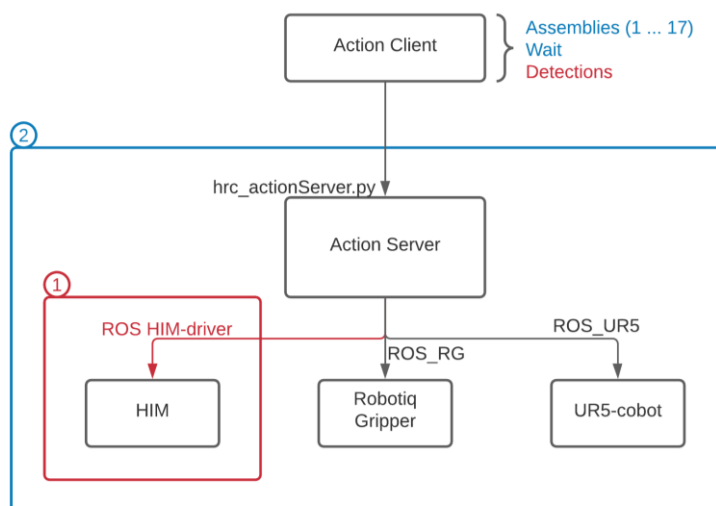 Action Client
Assemblies (1 ... 17)
Wait
Detections
2
hrc_actionServer.py
Action Server
1
ROS HIM-driver
ROS_RG
ROS_UR5
HIM
Robotiq
Gripper
UR5-cobot